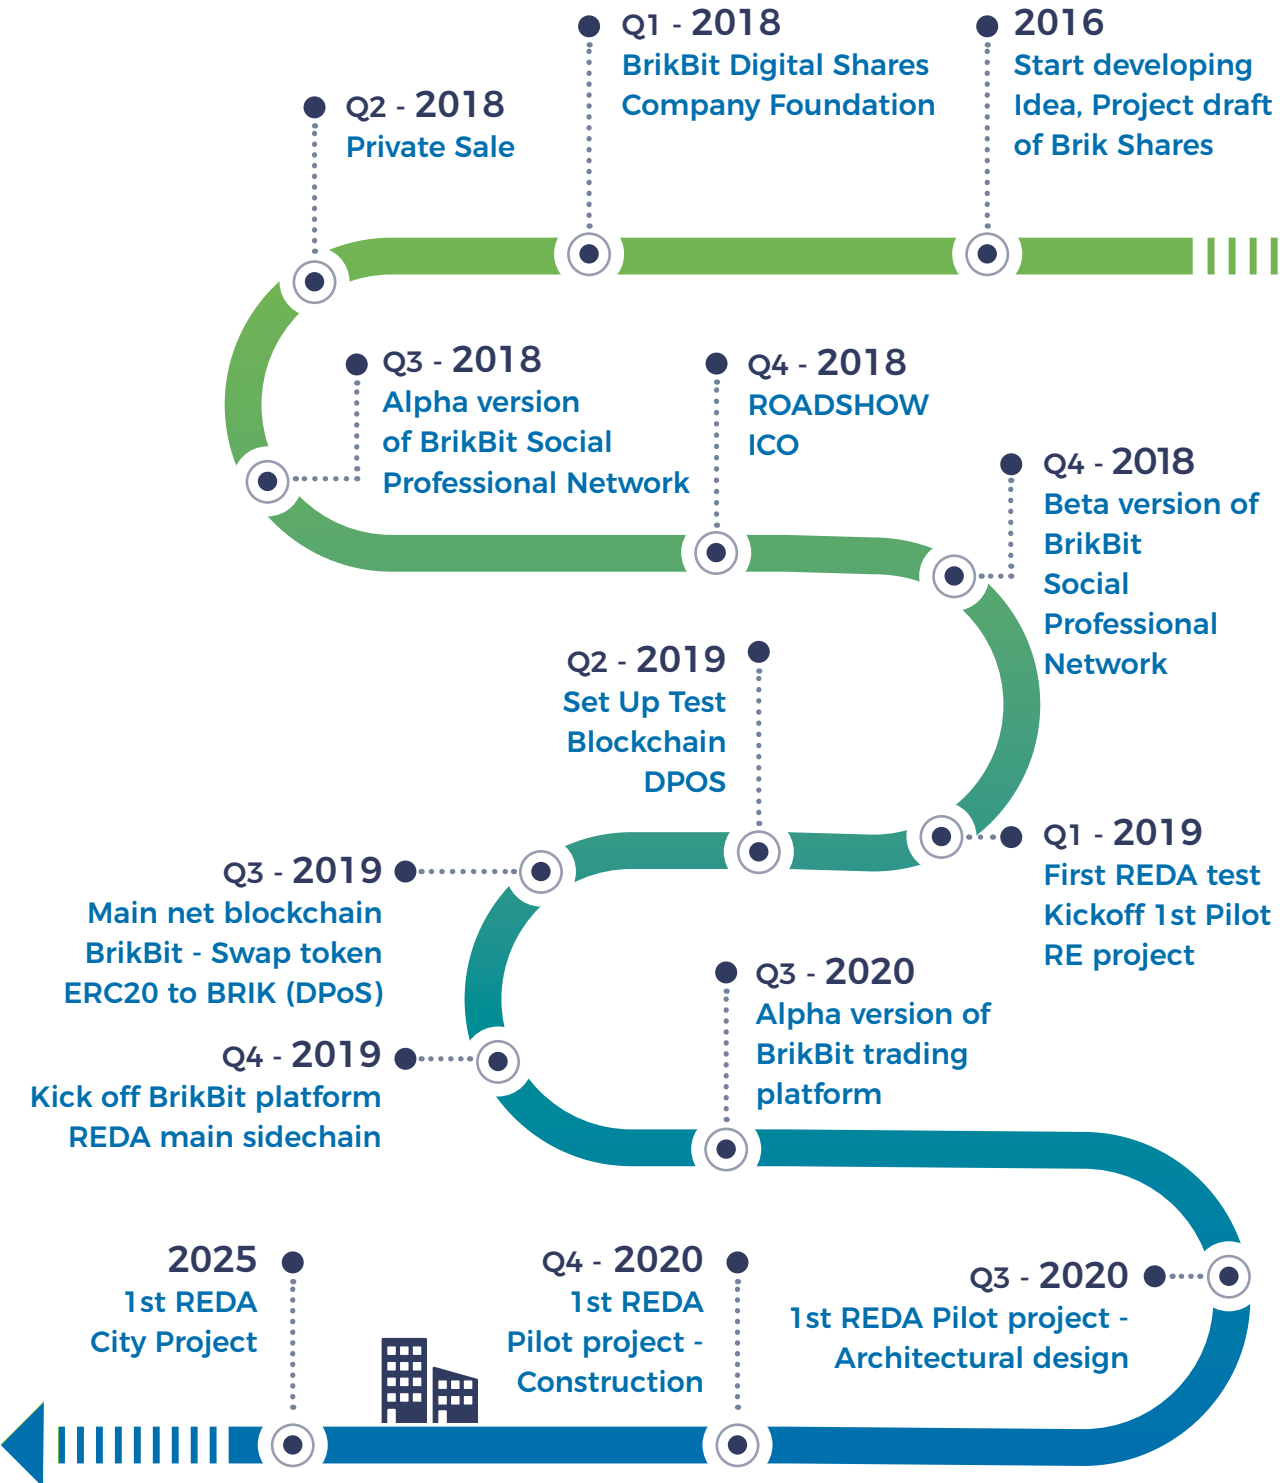 2016
Start developing
Idea, Project draft
of Brik Shares
Q1 - 2018
BrikBit Digital Shares
Company Foundation
Q2 - 2018
Private Sale
Q3 - 2018
Alpha version
of BrikBit Social
Professional Network
Q4 - 2018
ROADSHOW
ICO
Q4 - 2018
Beta version of
BrikBit
Social
Professional
Network
Q1 - 2019
First REDA test
Kickoff 1st Pilot
RE project
Q2 - 2019
Set Up Test
Blockchain
DPOS
Q3 - 2019
Main net blockchain
BrikBit - Swap token
ERC20 to BRIK (DPoS)
Q4 - 2019
Kick off BrikBit platform
REDA main sidechain
Q3 - 2020
Alpha version of
BrikBit trading
platform
Q3 - 2020
1st REDA Pilot project -
Architectural design
Q4 - 2020
1st REDA
Pilot project -
Construction
2025
1st REDA
City Project